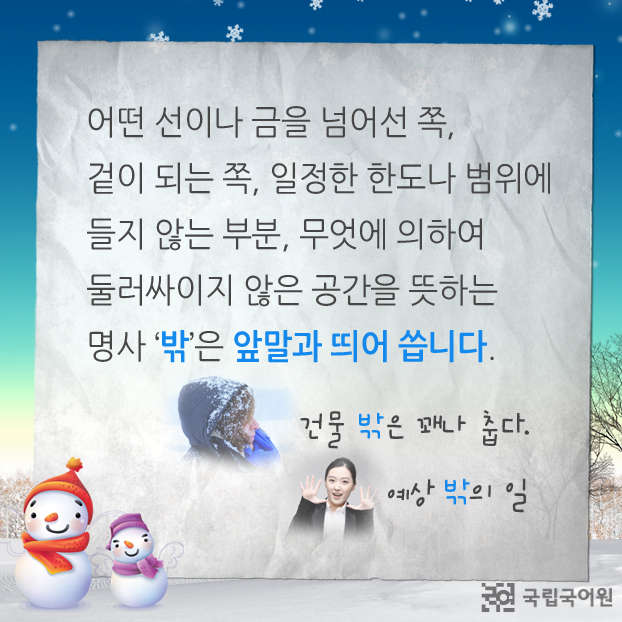 어떤 선이나 금을 넘어선 쪽,
겉이 되는 쪽, 일정한 한도나 범위에
들지 않는 부분, 무엇에 의하여
둘러싸이지 않은 공간을 뜻하는
명사 ‘밖’은 앞말과 띄어 씁니다.
건물 밖은 꽤나 춥다.
예상 밖의 일
국립국어원